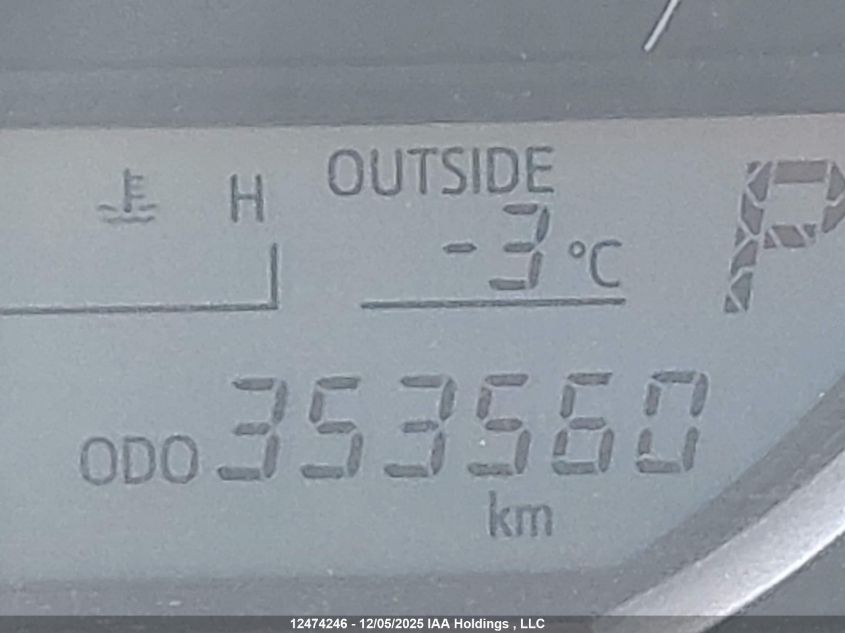 OUTSIDE
H
-3 °C
P
ODO 353560
km
12474246 - 12/05/2025 IAA Holdings , LLC